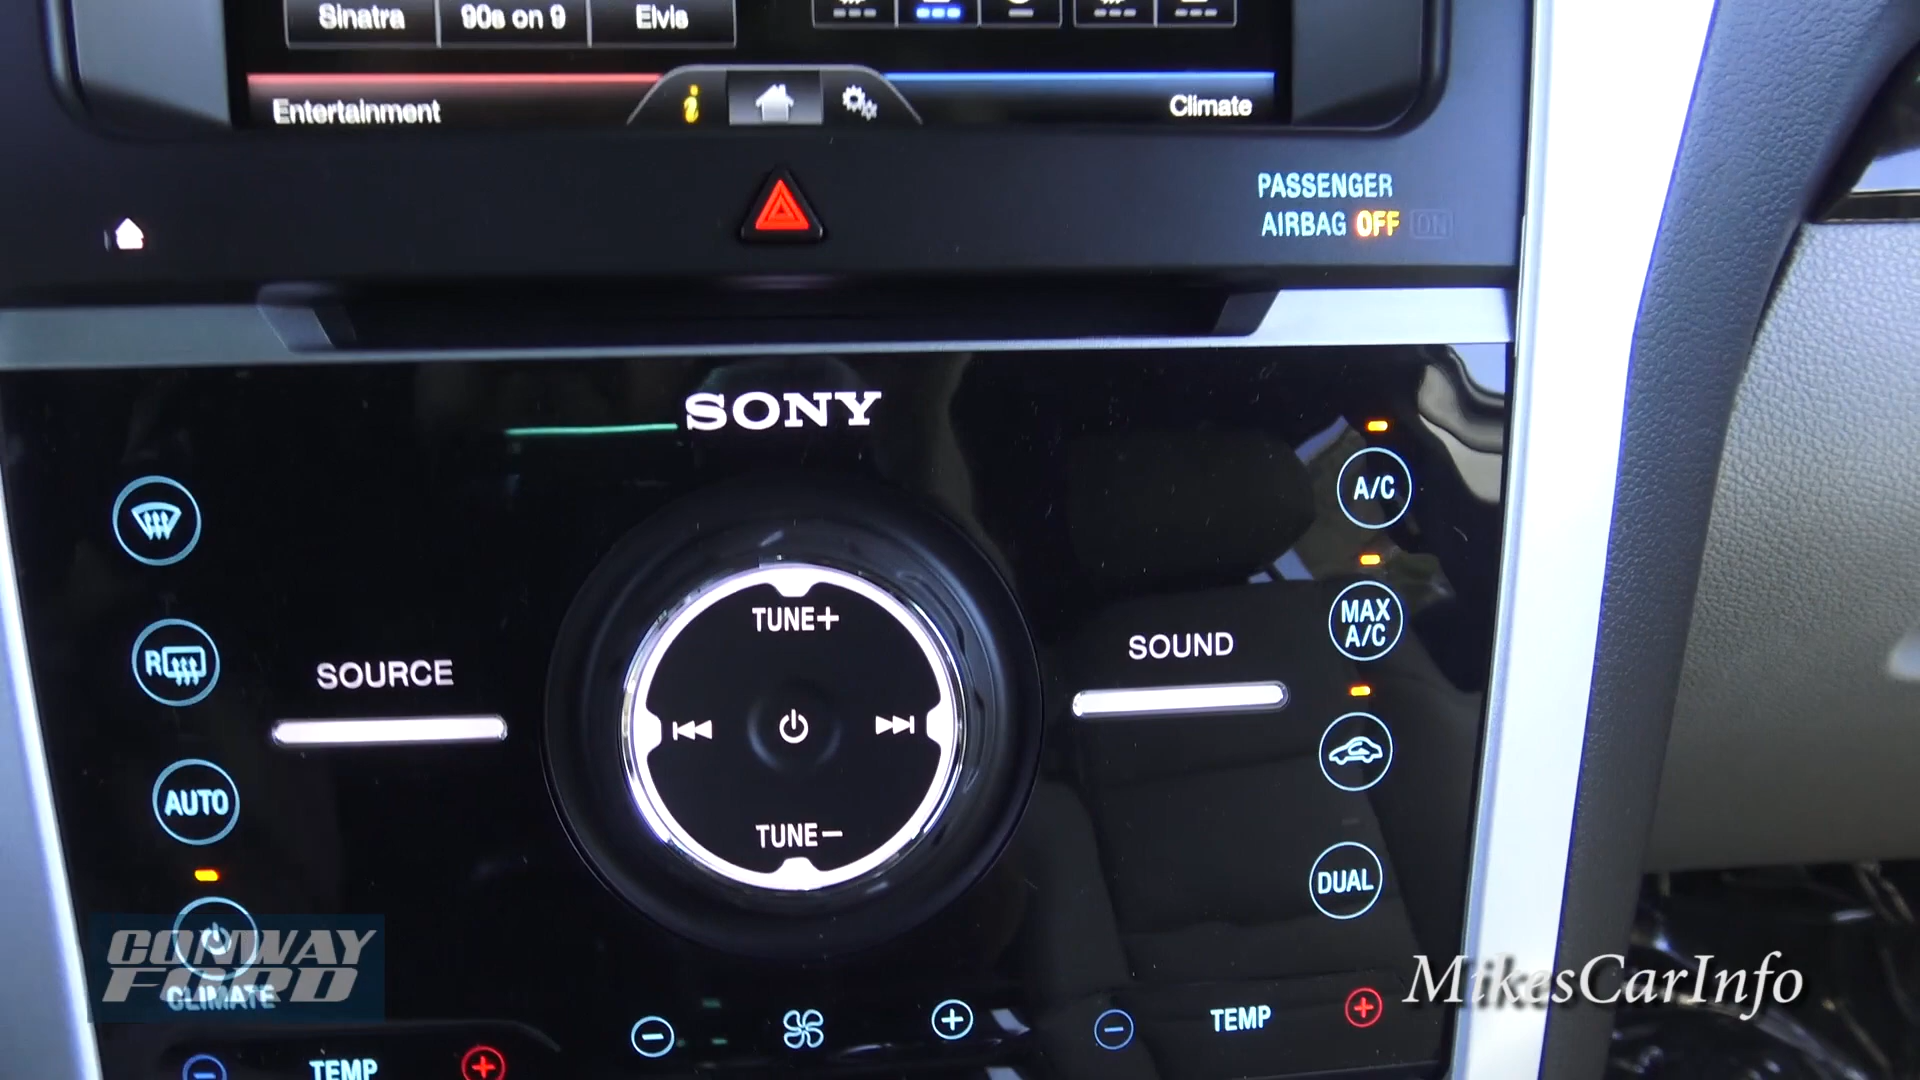 Sinatra
90s on 9
Elvis
Entertainment
i
Climate
PASSENGER
AIRBAG OFF ON
SONY
A/C
TUNE+
MAX
A/C
SOUND
R
SOURCE
AUTO
TUNE-
DUAL
CONWAY
FORD
CLIMATE
MikesCarInfo
TEMP
TEMP